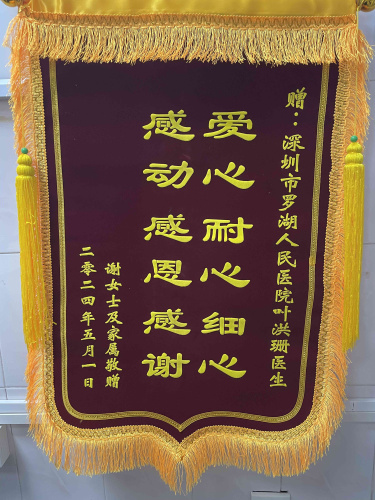 赠：深圳市罗湖人民医院叶洪珊医生
爱心耐心细心
感动感恩感谢
谢女士及家属敬赠
二零二四年五月一日